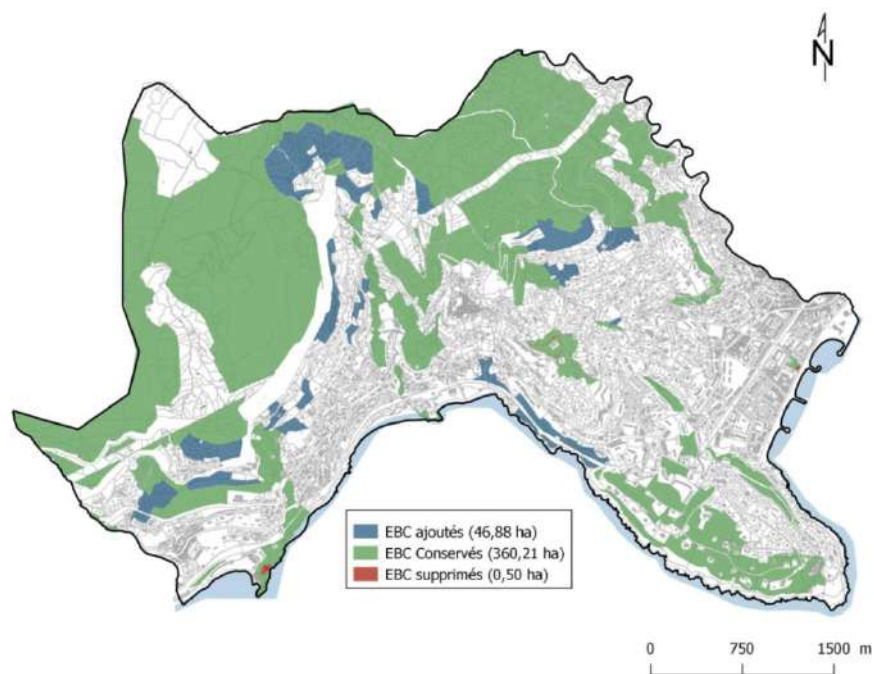 N
EBC ajoutés (46,88 ha)
EBC Conservés (360,21 ha)
EBC supprimés (0,50 ha)
0 750 1500 m